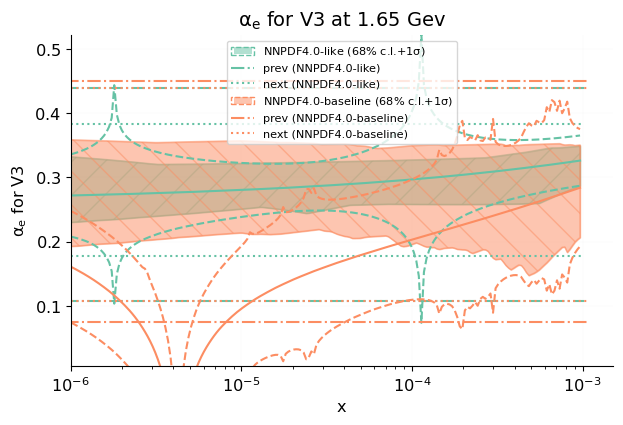 αe for V3 at 1.65 Gev
NNPDF4.0-like (68% c.l.+1σ)
prev (NNPDF4.0-like)
next (NNPDF4.0-like)
NNPDF4.0-baseline (68% c.l.+1σ)
prev (NNPDF4.0-baseline)
next (NNPDF4.0-baseline)
αe for V3
0.5
0.4
0.3
0.2
0.1
10⁻⁶
10⁻⁵
10⁻⁴
10⁻³
x